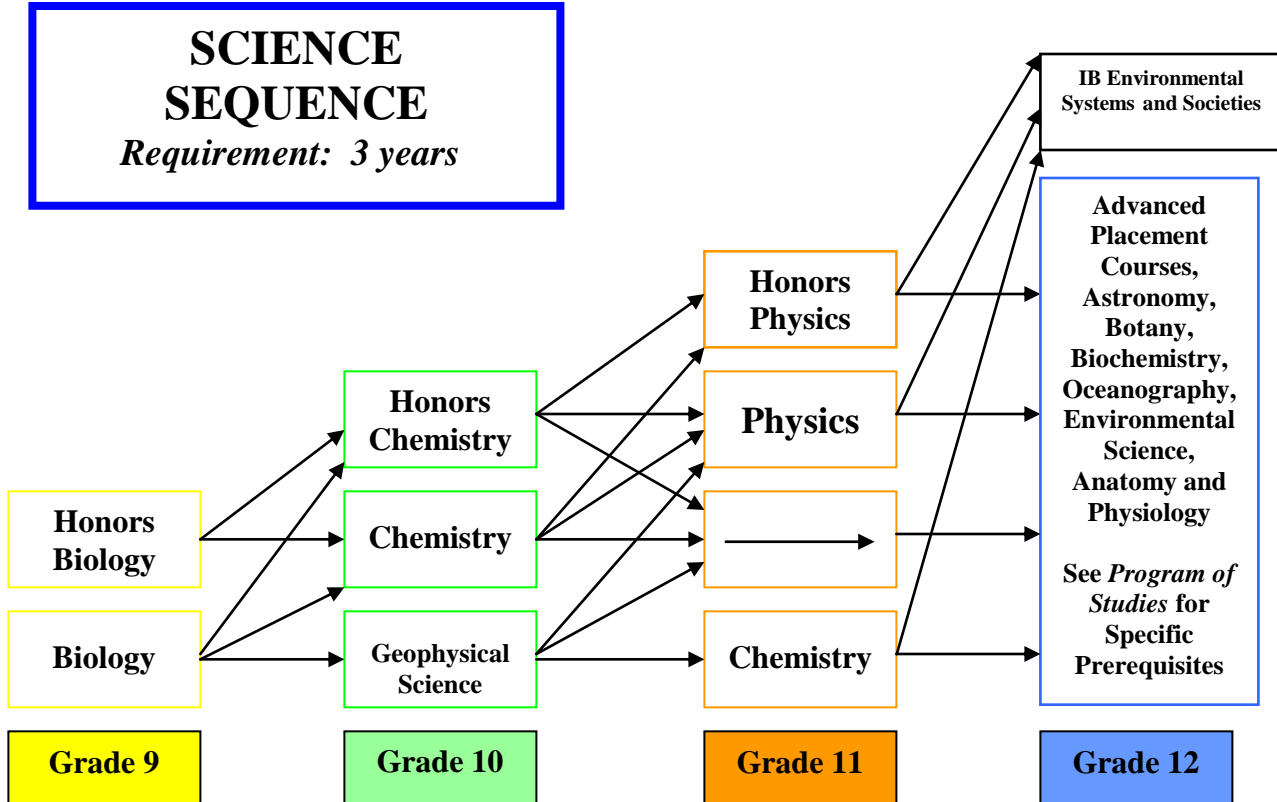 SCIENCE
SEQUENCE
Requirement: 3 years
IB Environmental
Systems and Societies
Advanced
Placement
Courses,
Astronomy,
Botany,
Biochemistry,
Oceanography,
Environmental
Science,
Anatomy and
Physiology
See Program of
Studies for
Specific
Prerequisites
Honors
Physics
Physics
Chemistry
Honors
Chemistry
Chemistry
Geophysical
Science
Honors
Biology
Biology
Grade 9
Grade 10
Grade 11
Grade 12